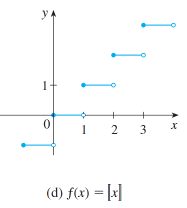 y
1
0
1 2 3 x
(d) f(x) = [[x]]